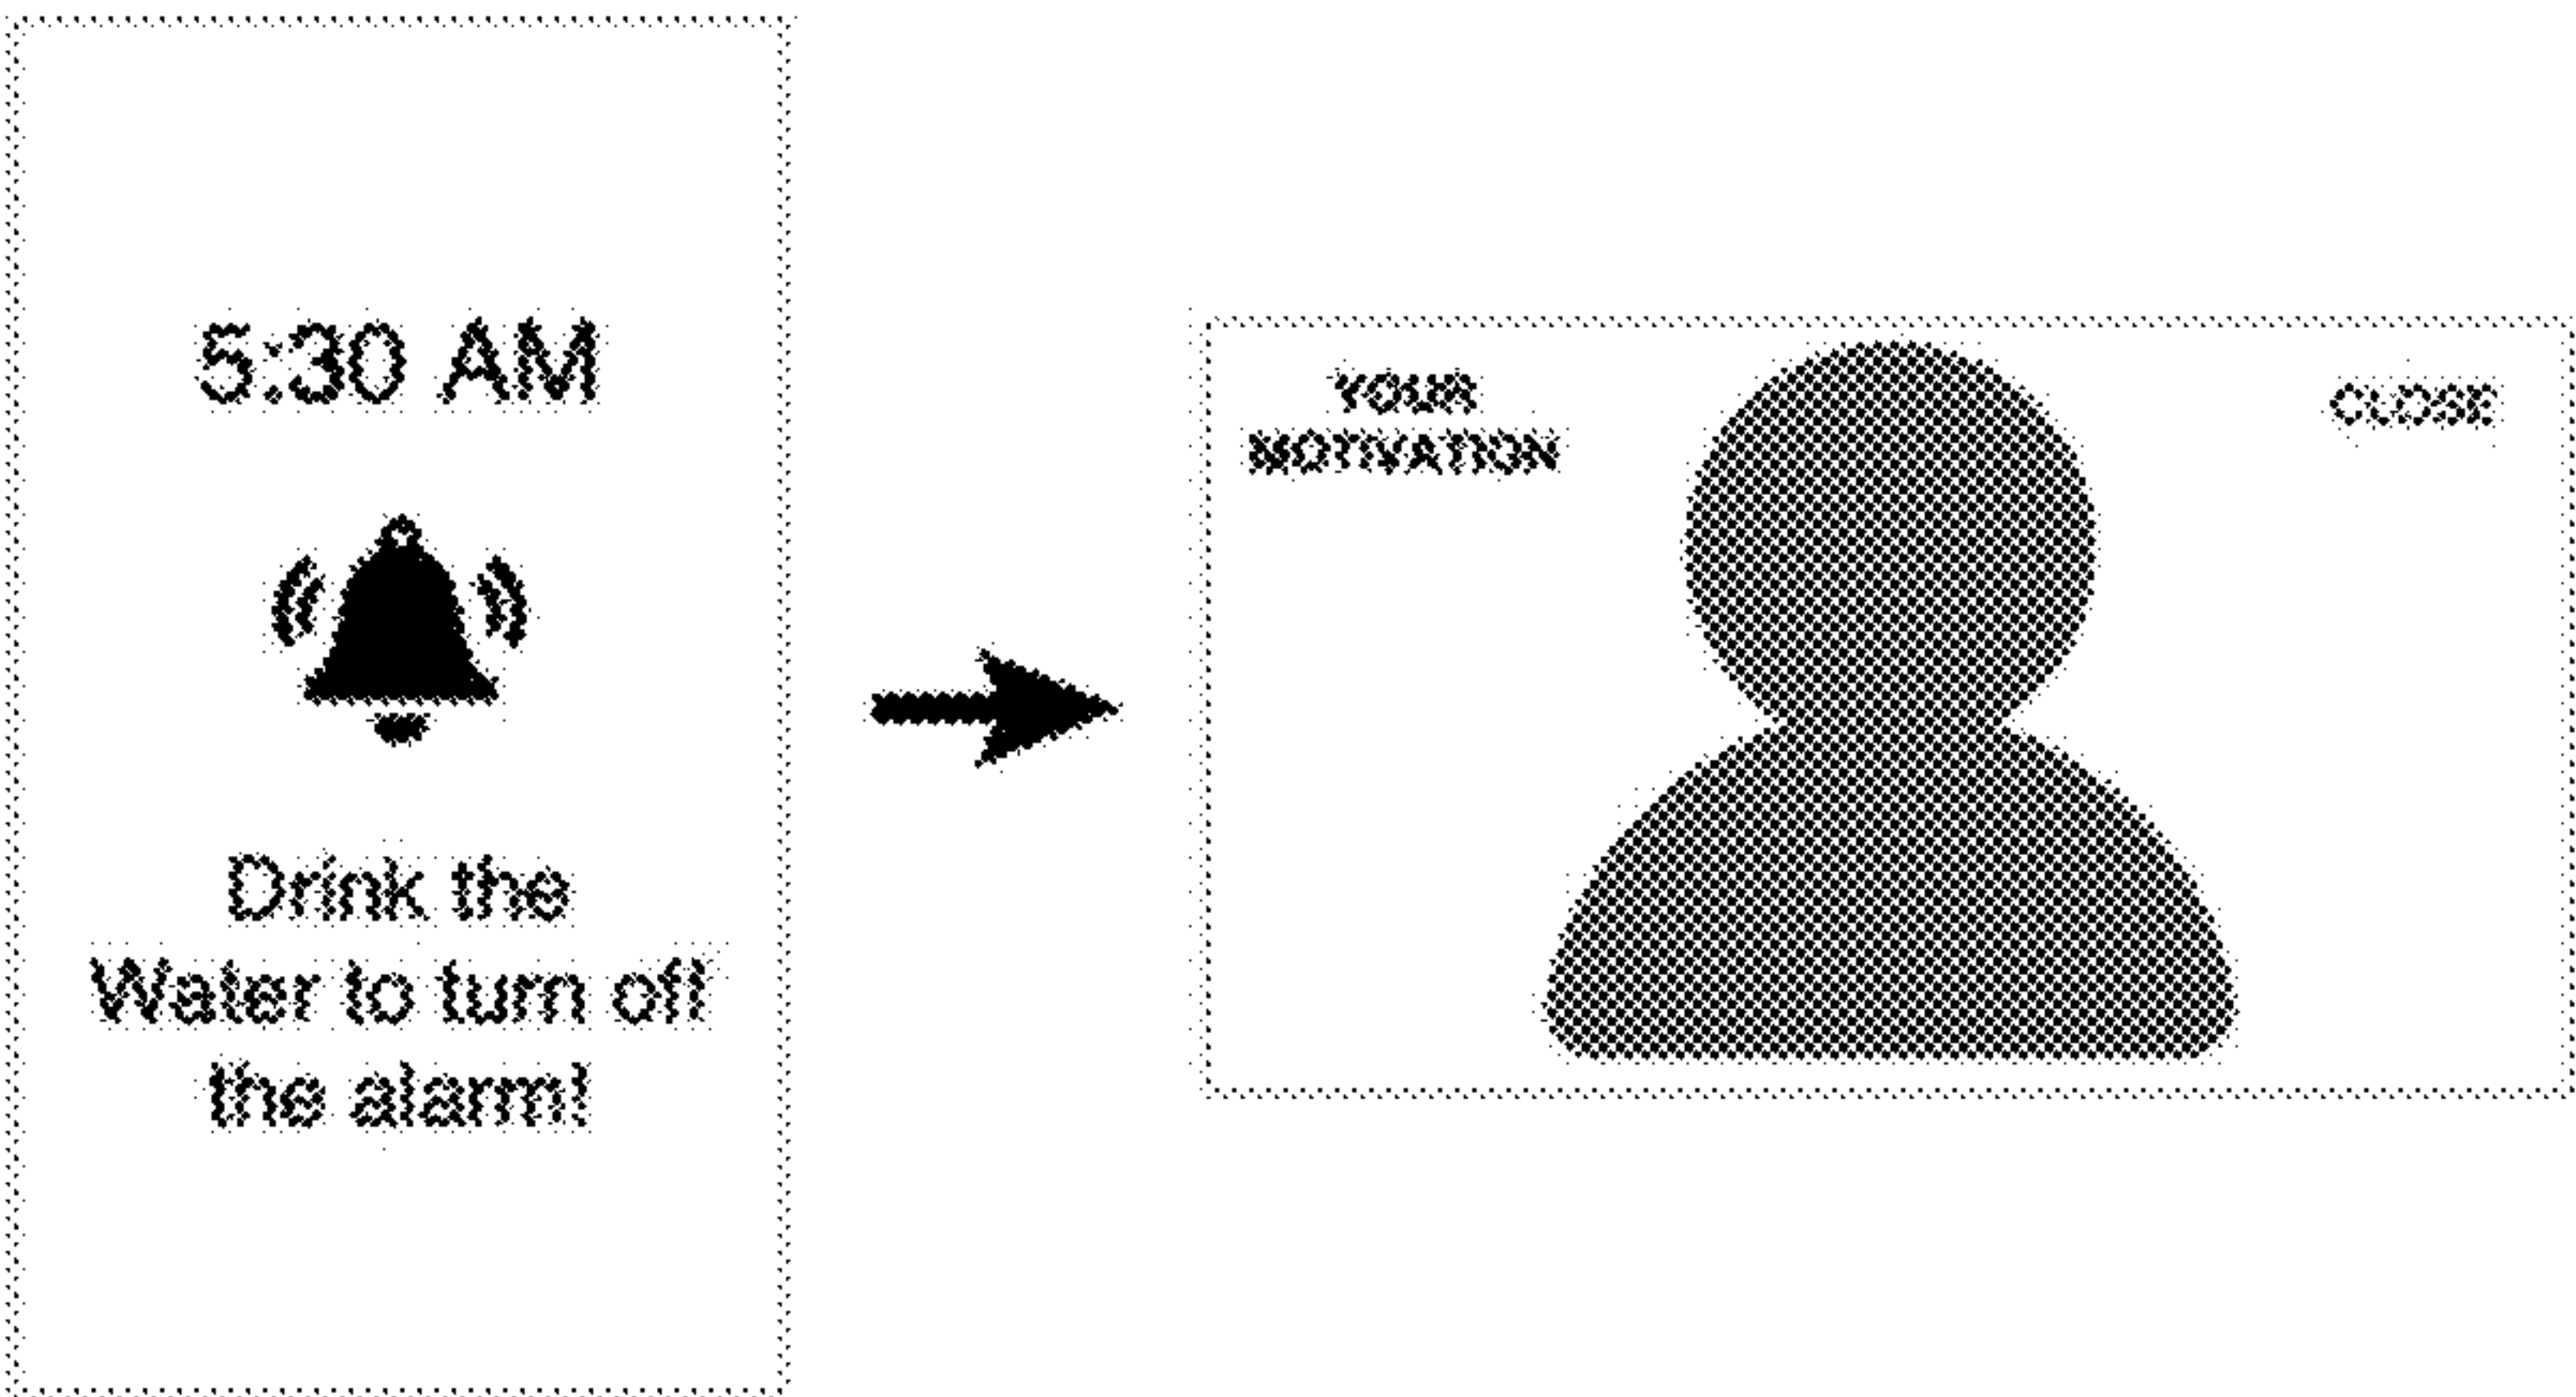 5:30 AM
Drink the
Water to turn off
the alarm!
YOUR
MOTIVATION
CLOSE